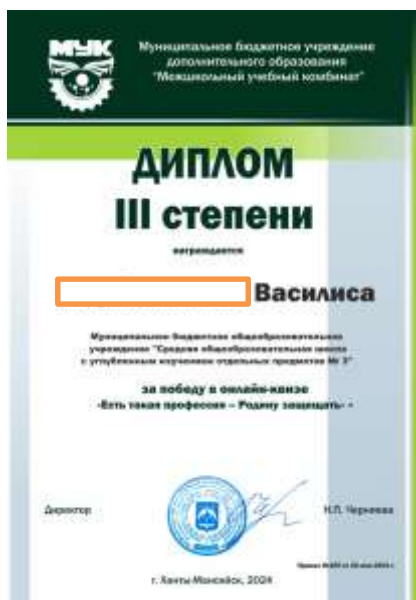 МУК
Муниципальное бюджетное учреждение
дополнительного образования
"Межшкольный учебный комбинат"
ДИПЛОМ
III степени
награждается
Василиса
Муниципальное бюджетное общеобразовательное
учреждение "Средняя общеобразовательная школа
с углубленным изучением отдельных предметов № 3"
за победу в онлайн-квизе
«Есть такая профессия – Родину защищать» »
Директор
г. Ханты-Мансийск, 2024